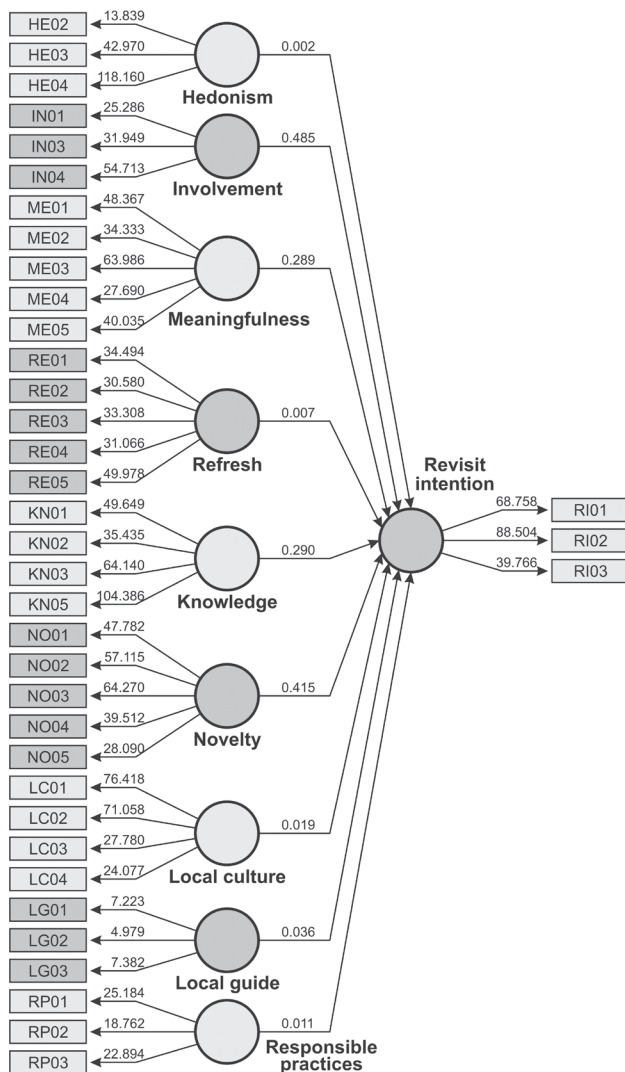 HE02 13.839
HE03 42.970 0.002
HE04 118.160
Hedonism
IN01 25.286
IN03 31.949 0.485
IN04 54.713
Involvement
ME01 48.367
ME02 34.333
ME03 63.986 0.289
ME04 27.690
Meaningfulness
ME05 40.035
RE01 34.494
RE02 30.580
RE03 33.308 0.007
RE04 31.066
Refresh
RE05 49.978
Revisit
intention
KN01 49.649
68.758 RI01
KN02 35.435
88.504 RI02
KN03 64.140 0.290
39.766 RI03
KN05 104.386
Knowledge
NO01 47.782
NO02 57.115
NO03 64.270 0.415
NO04 39.512
Novelty
NO05 28.090
LC01 76.418
LC02 71.058
LC03 27.780 0.019
LC04 24.077
Local culture
LG01 7.223
LG02 4.979 0.036
LG03 7.382
Local guide
RP01 25.184
RP02 18.762 0.011
RP03 22.894
Responsible
practices